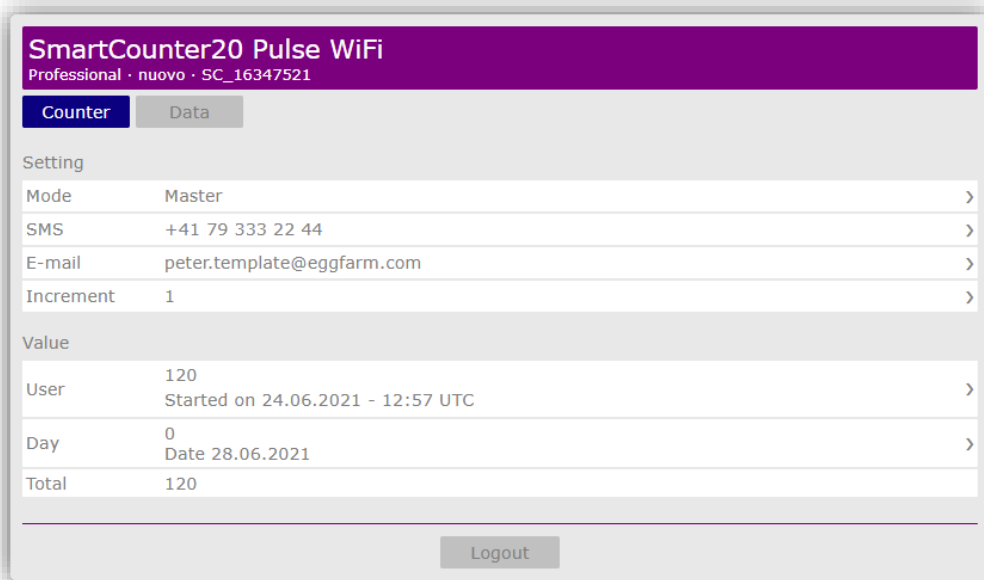 SmartCounter20 Pulse WiFi
Professional · nuovo · SC_16347521
Counter Data
Setting
Mode Master ❯
SMS +41 79 333 22 44 ❯
E-mail peter.template@eggfarm.com ❯
Increment 1 ❯
Value
User 120
Started on 24.06.2021 - 12:57 UTC ❯
Day 0
Date 28.06.2021 ❯
Total 120
Logout